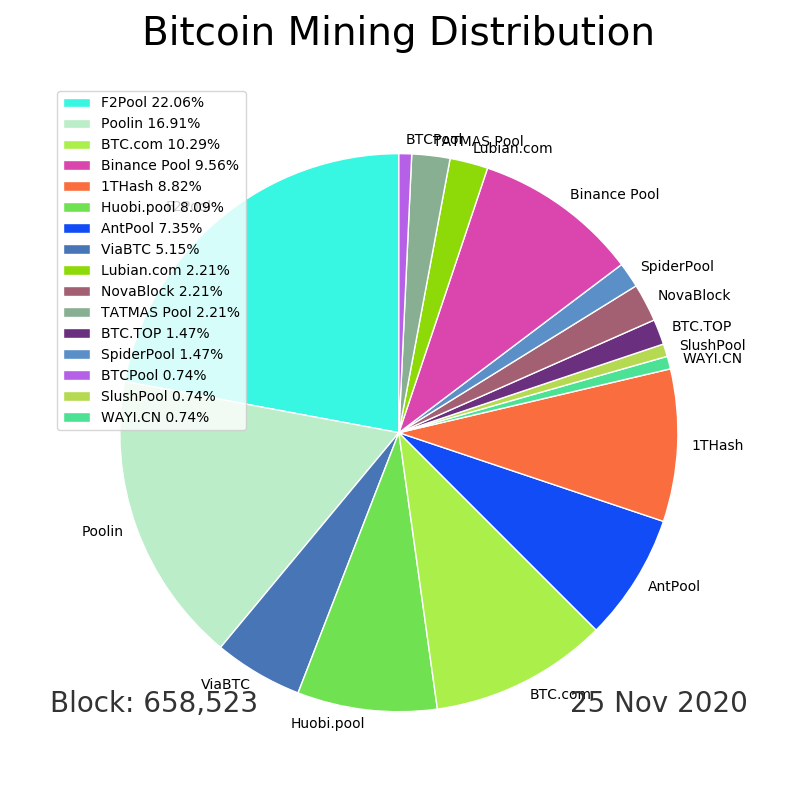 Bitcoin Mining Distribution
F2Pool 22.06%
Poolin 16.91%
BTC.com 10.29%
Binance Pool 9.56%
1THash 8.82%
Huobi.pool 8.09%
AntPool 7.35%
ViaBTC 5.15%
Lubian.com 2.21%
NovaBlock 2.21%
TATMAS Pool 2.21%
BTC.TOP 1.47%
SpiderPool 1.47%
BTCPool 0.74%
SlushPool 0.74%
WAYI.CN 0.74%
BTCPool
TATMAS Pool
Lubian.com
Binance Pool
SpiderPool
NovaBlock
BTC.TOP
SlushPool
WAYI.CN
1THash
AntPool
BTC.com
Huobi.pool
ViaBTC
Poolin
Block: 658,523
25 Nov 2020